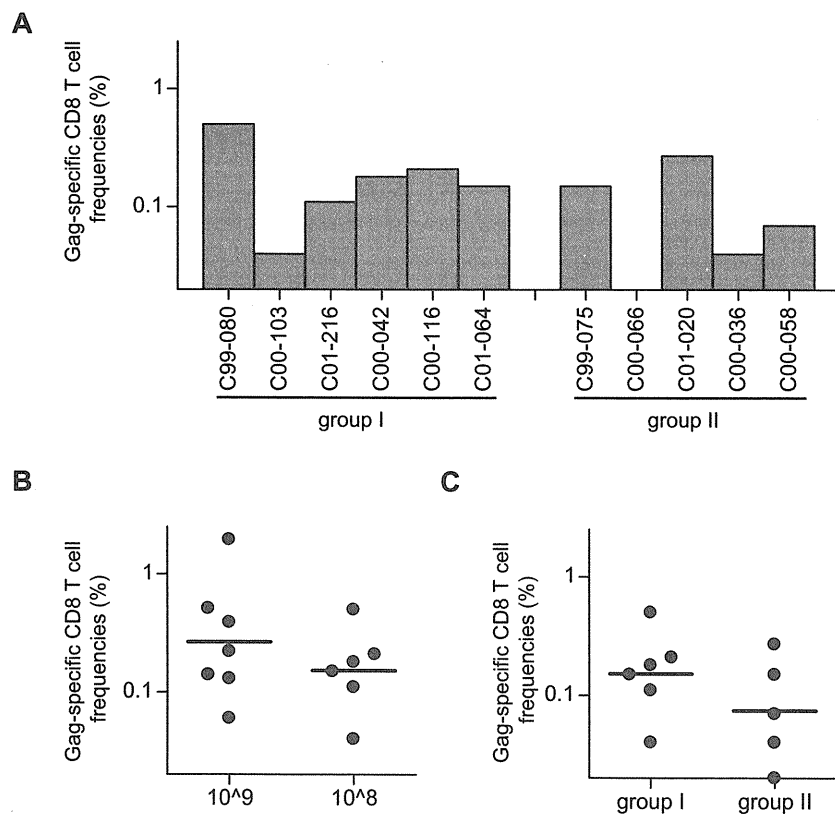 A
Gag-specific CD8 T cell
frequencies (%)
1
0.1
C99-080
C00-103
C01-216
C00-042
C00-116
C01-064
C99-075
C00-066
C01-020
C00-036
C00-058
group I
group II
B
Gag-specific CD8 T cell
frequencies (%)
1
0.1
10^9
10^8
C
Gag-specific CD8 T cell
frequencies (%)
1
0.1
group I
group II